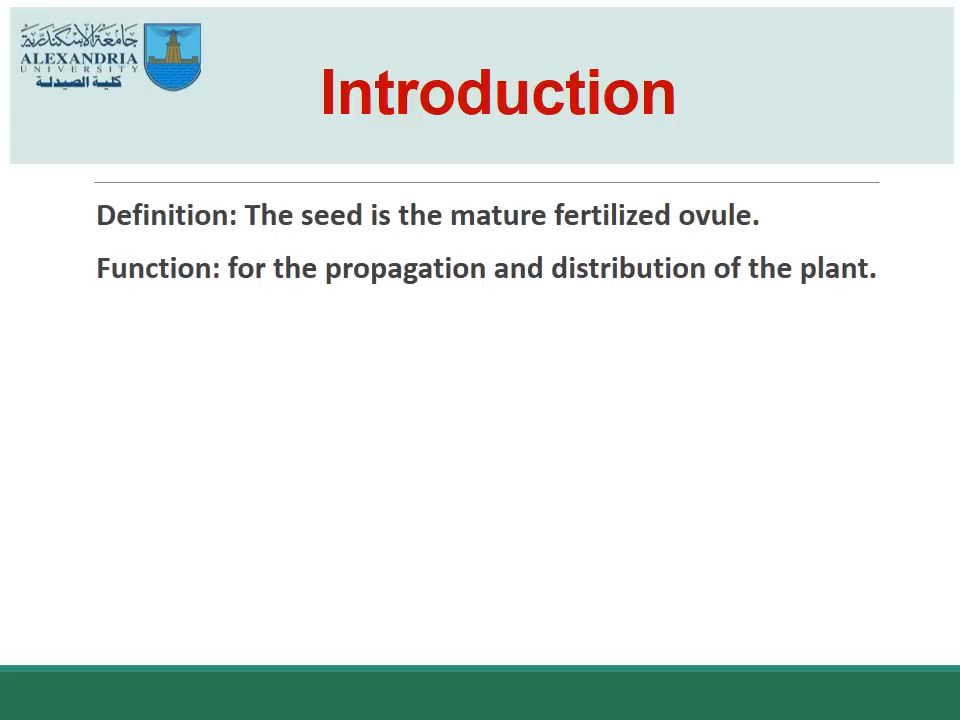 جامعة الإسكندرية
ALEXANDRIA
UNIVERSITY
كلية الصيدلة
Introduction
Definition: The seed is the mature fertilized ovule.
Function: for the propagation and distribution of the plant.